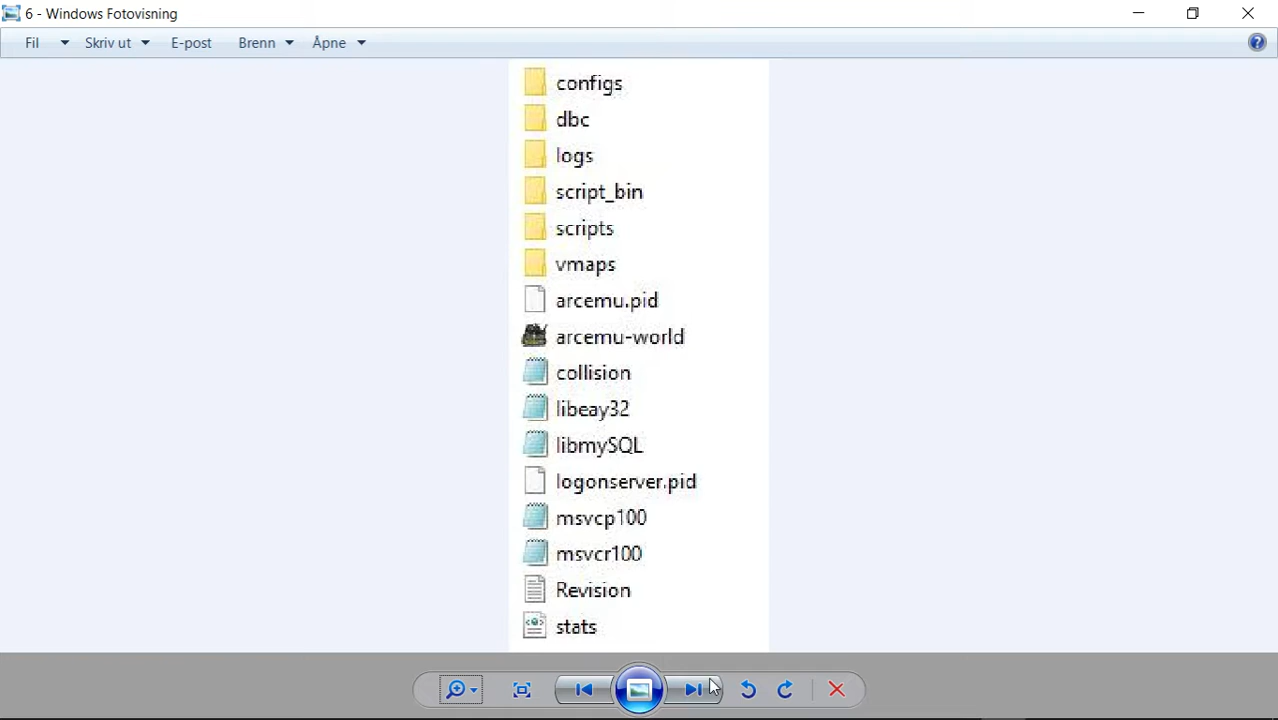 6 - Windows Fotovisning
Fil Skriv ut E-post Brenn Åpne
configs
dbc
logs
script_bin
scripts
vmaps
arcemu.pid
arcemu-world
collision
libeay32
libmySQL
logonserver.pid
msvcp100
msvcr100
Revision
stats